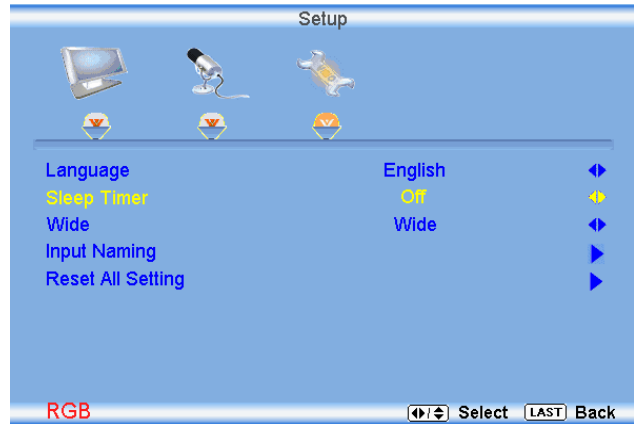 Setup
Language English
Sleep Timer Off
Wide Wide
Input Naming
Reset All Setting
RGB Select LAST Back